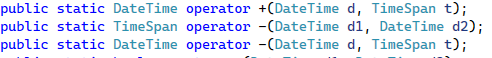 public static DateTime operator +(DateTime d, TimeSpan t);
public static TimeSpan operator -(DateTime d1, DateTime d2);
public static DateTime operator -(DateTime d, TimeSpan t);